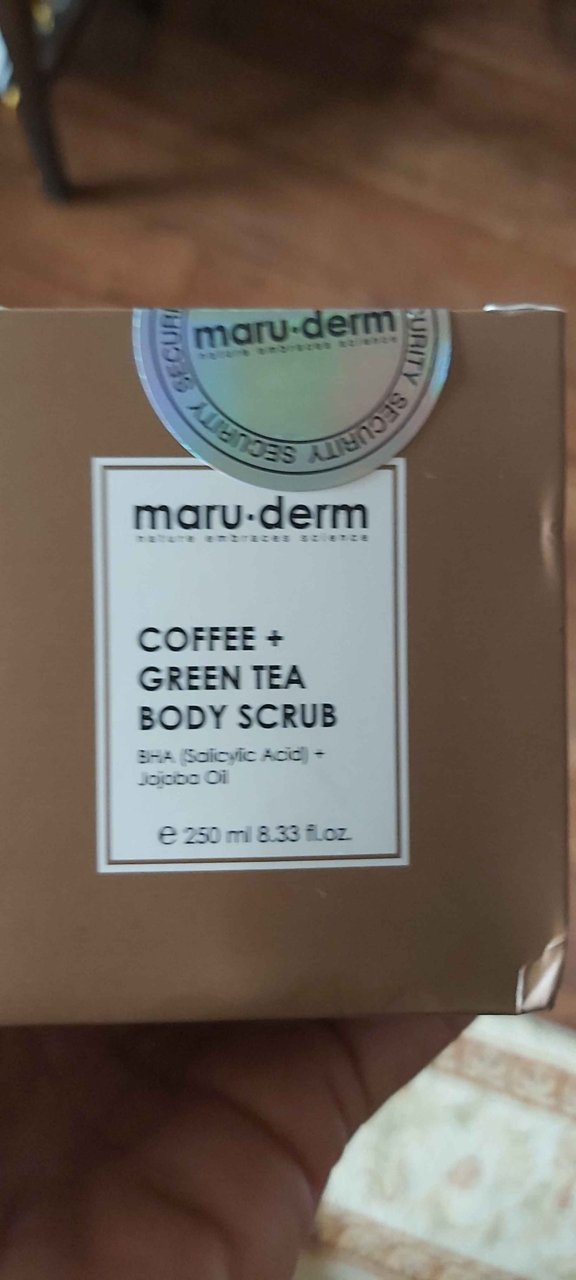 maru·derm
nature embraces science
SECURITY SECURITY SECURITY
maru·derm
nature embraces science
COFFEE +
GREEN TEA
BODY SCRUB
BHA (Salicylic Acid) +
Jojoba Oil
℮ 250 ml 8.33 fl.oz.